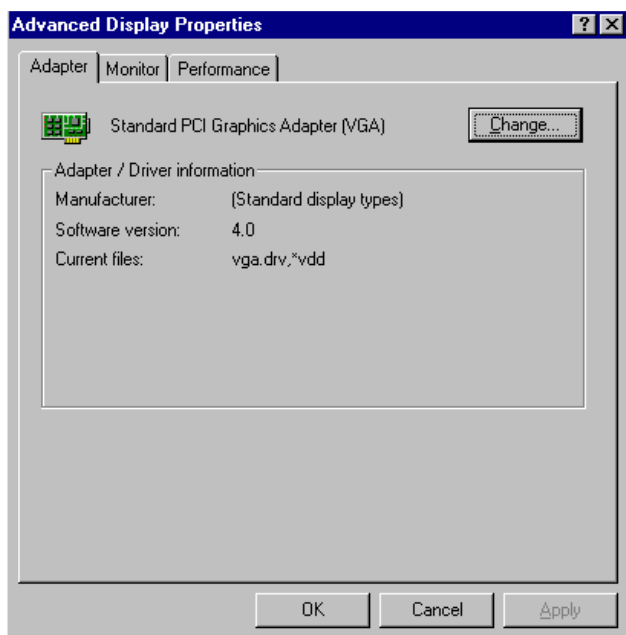 Advanced Display Properties
Adapter Monitor Performance
Standard PCI Graphics Adapter (VGA) Change...
Adapter / Driver information
Manufacturer: (Standard display types)
Software version: 4.0
Current files: vga.drv,*vdd
OK Cancel Apply